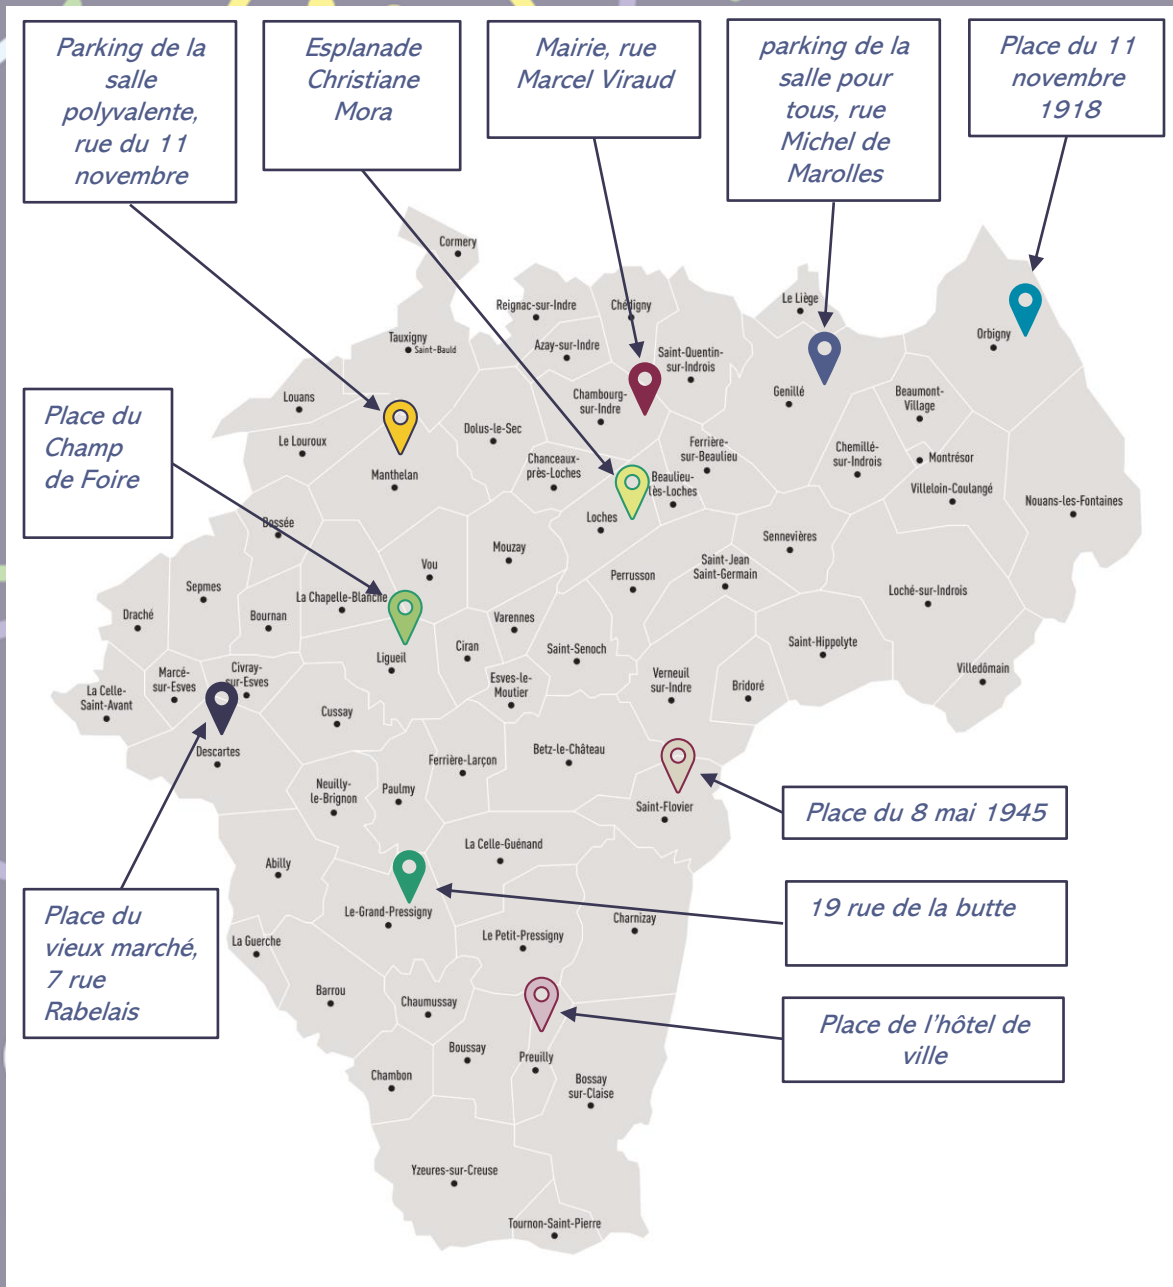 Parking de la
salle
polyvalente,
rue du 11
novembre
Esplanade
Christiane
Mora
Mairie, rue
Marcel Viraud
parking de la
salle pour
tous, rue
Michel de
Marolles
Place du 11
novembre
1918
Cormery
Reignac-sur-Indre
Chédigny
Le Liège
Orbigny
Tauxigny
Saint-Bauld
Azay-sur-Indre
Saint-Quentin-
sur-Indrois
Genillé
Beaumont-
Village
Louans
Chambourg-
sur-Indre
Place du
Champ
de Foire
Le Louroux
Dolus-le-Sec
Ferrière-
sur-Beaulieu
Chemillé-
sur-Indrois
Montrésor
Manthelan
Chanceaux-
près-Loches
Beaulieu-
lès-Loches
Villeloin-Coulangé
Nouans-les-Fontaines
Loches
Bossée
Sennevières
Mouzay
Vou
Saint-Jean
Saint-Germain
Perrusson
Sepmes
La Chapelle-Blanche
Loché-sur-Indrois
Draché
Bournan
Varennes
Saint-Hippolyte
Ciran
Saint-Senoch
Ligueil
Villedômain
Marcé-
sur-Esves
Civray-
sur-Esves
Esves-le-
Moutier
Verneuil
sur-Indre
Bridoré
La Celle-
Saint-Avant
Cussay
Descartes
Ferrière-Larçon
Betz-le-Château
Neuilly-
le-Brignon
Paulmy
Saint-Flovier
Place du 8 mai 1945
La Celle-Guénand
Abilly
Place du
vieux marché,
7 rue
Rabelais
Le-Grand-Pressigny
Charnizay
19 rue de la butte
La Guerche
Le Petit-Pressigny
Barrou
Chaumussay
Place de l'hôtel de
ville
Boussay
Preuilly
Chambon
Bossay
sur-Claise
Yzeures-sur-Creuse
Tournon-Saint-Pierre